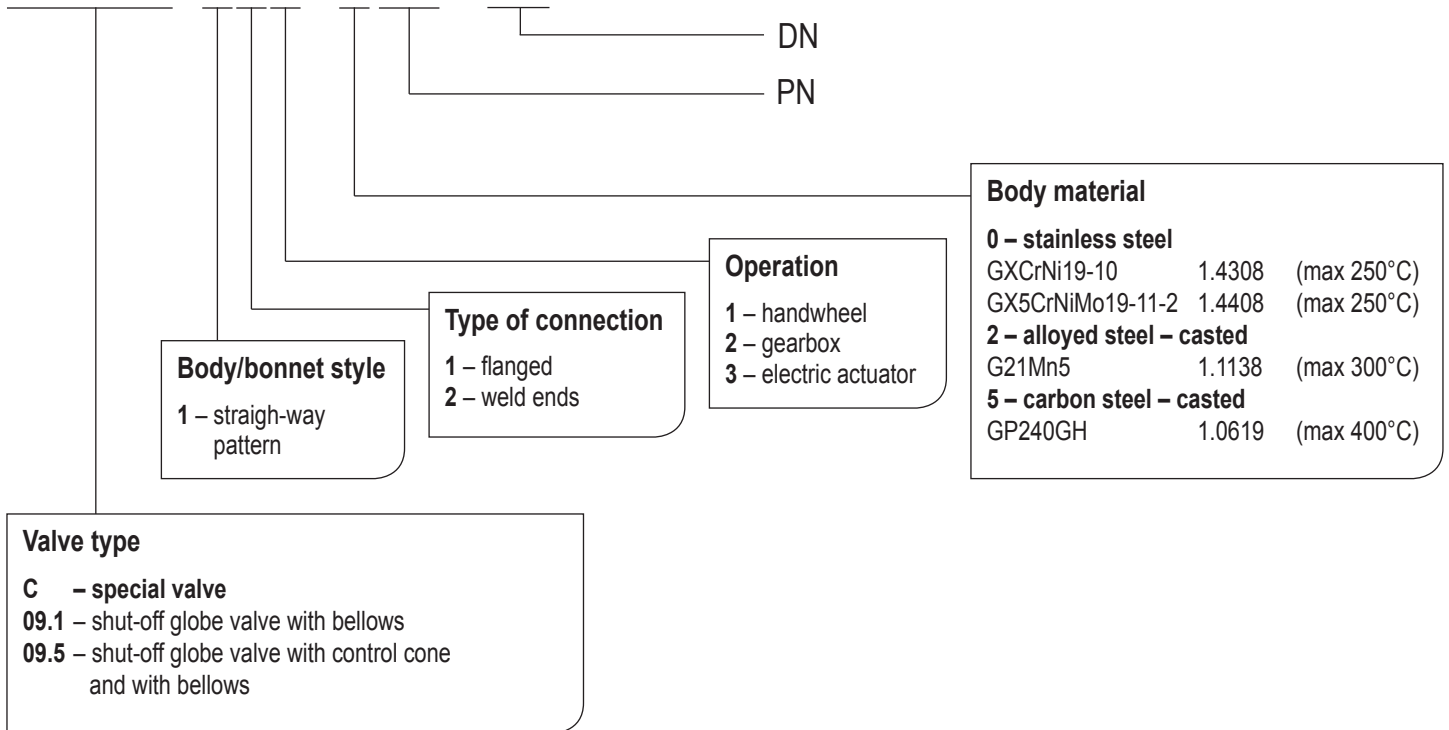 DN
PN
Body material
0 – stainless steel
GXCrNi19-10 1.4308 (max 250°C)
GX5CrNiMo19-11-2 1.4408 (max 250°C)
2 – alloyed steel – casted
G21Mn5 1.1138 (max 300°C)
5 – carbon steel – casted
GP240GH 1.0619 (max 400°C)
Operation
1 – handwheel
2 – gearbox
3 – electric actuator
Type of connection
1 – flanged
2 – weld ends
Body/bonnet style
1 – straigh-way
pattern
Valve type
C – special valve
09.1 – shut-off globe valve with bellows
09.5 – shut-off globe valve with control cone
and with bellows